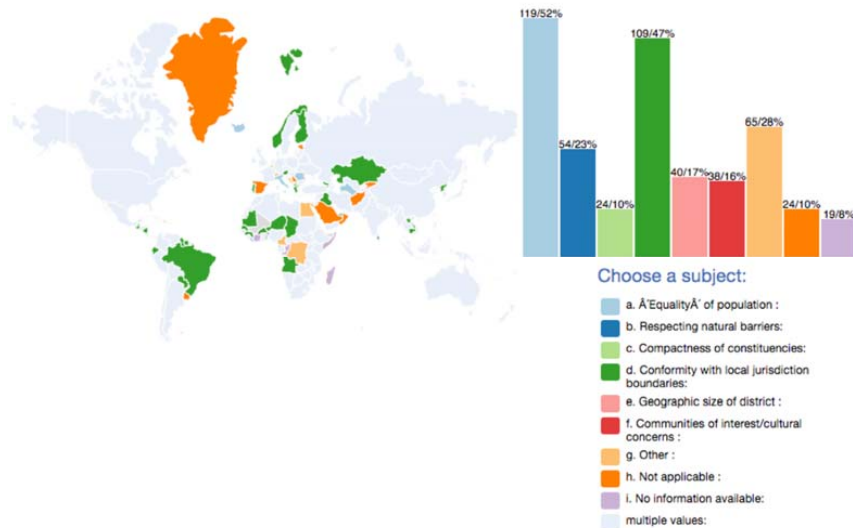 119/52%
54/23%
24/10%
109/47%
40/17%
38/16%
65/28%
24/10%
19/8%
Choose a subject:
a. Â´EqualityÂ´ of population :
b. Respecting natural barriers:
c. Compactness of constituencies:
d. Conformity with local jurisdiction
boundaries:
e. Geographic size of district :
f. Communities of interest/cultural
concerns :
g. Other :
h. Not applicable :
i. No information available:
multiple values: